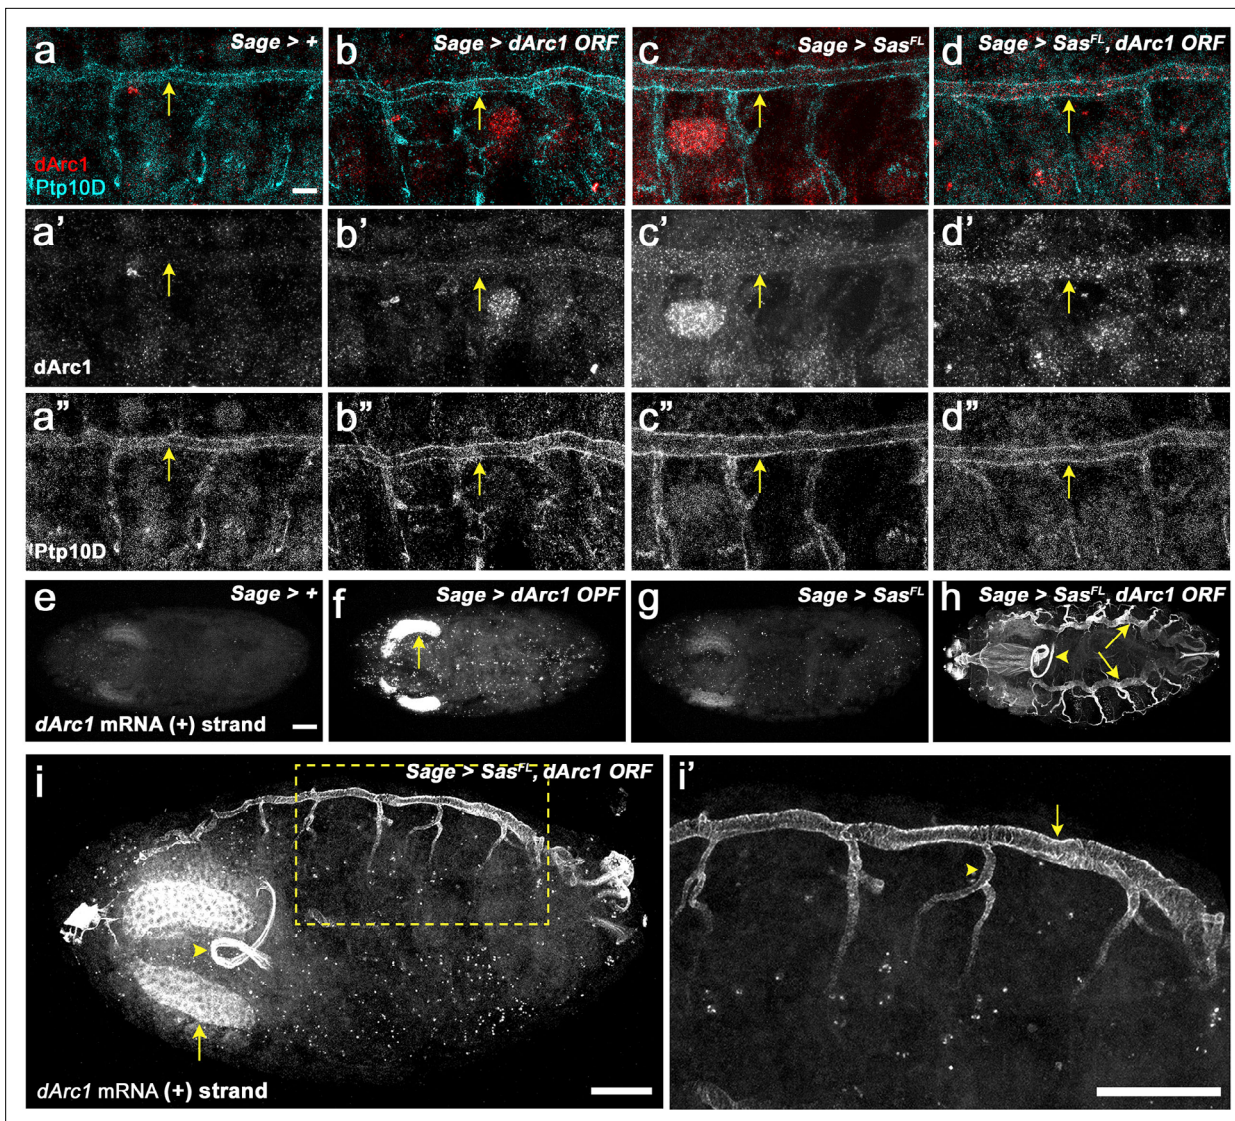 a
Sage > +
dArc1
Ptp10D
b
Sage > dArc1 ORF
c
Sage > Sas^FL
d
Sage > Sas^FL, dArc1 ORF
a’
dArc1
b’
c’
d’
a”
Ptp10D
b”
c”
d”
e
Sage > +
dArc1 mRNA (+) strand
f
Sage > dArc1 OPF
g
Sage > Sas^FL
h
Sage > Sas^FL, dArc1 ORF
i
Sage > Sas^FL, dArc1 ORF
dArc1 mRNA (+) strand
i’